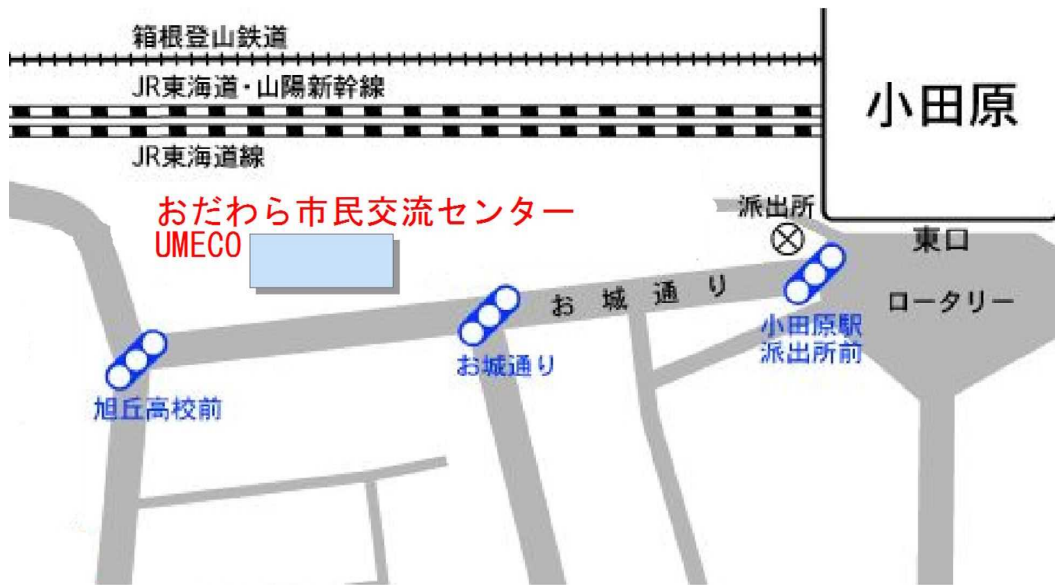 箱根登山鉄道
JR東海道・山陽新幹線
小田原
JR東海道線
おだわら市民交流センター
UMECO
派出所
東口
お城通り
ロータリー
小田原駅
派出所前
お城通り
旭丘高校前